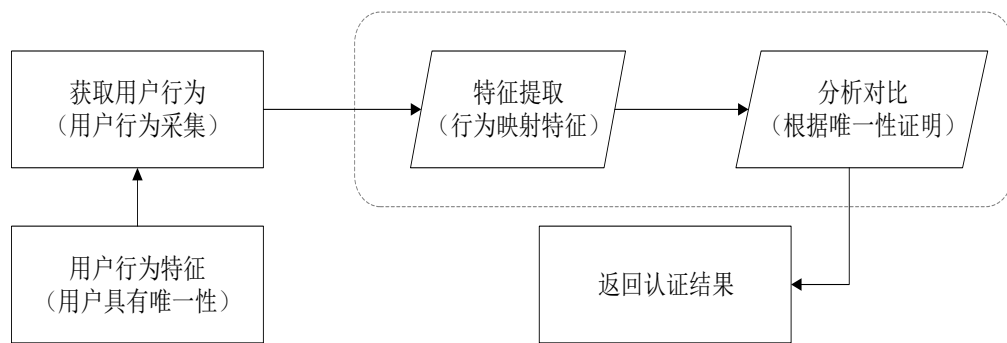 获取用户行为
（用户行为采集）
特征提取
（行为映射特征）
分析对比
（根据唯一性证明）
用户行为特征
（用户具有唯一性）
返回认证结果